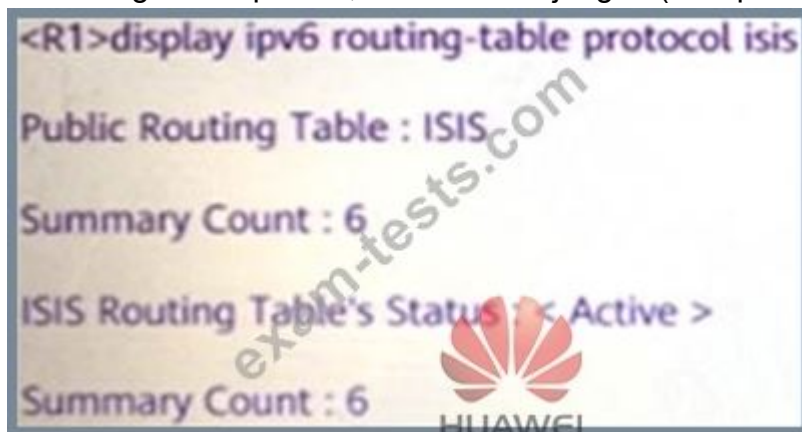 <R1>display ipv6 routing-table protocol isis
Public Routing Table : ISIS
Summary Count : 6
ISIS Routing Table's Status : < Active >
Summary Count : 6
exam-tests.com
HUAWEI